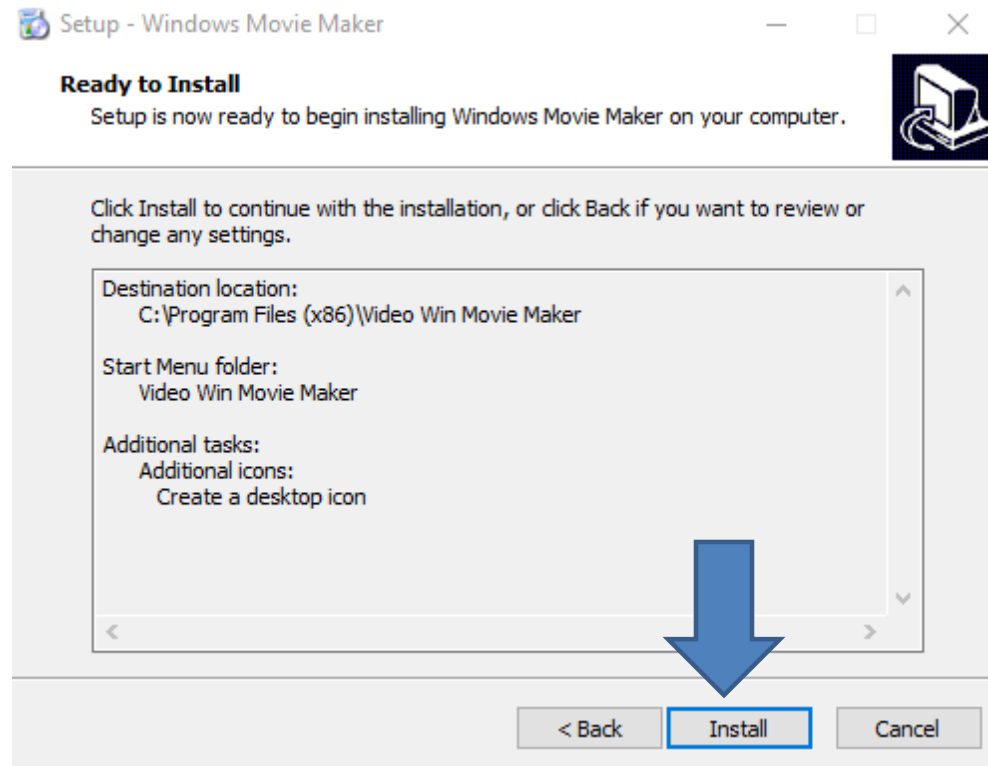 Setup - Windows Movie Maker
Ready to Install
Setup is now ready to begin installing Windows Movie Maker on your computer.
Click Install to continue with the installation, or click Back if you want to review or
change any settings.
Destination location:
C:\Program Files (x86)\Video Win Movie Maker
Start Menu folder:
Video Win Movie Maker
Additional tasks:
Additional icons:
Create a desktop icon
< Back
Install
Cancel